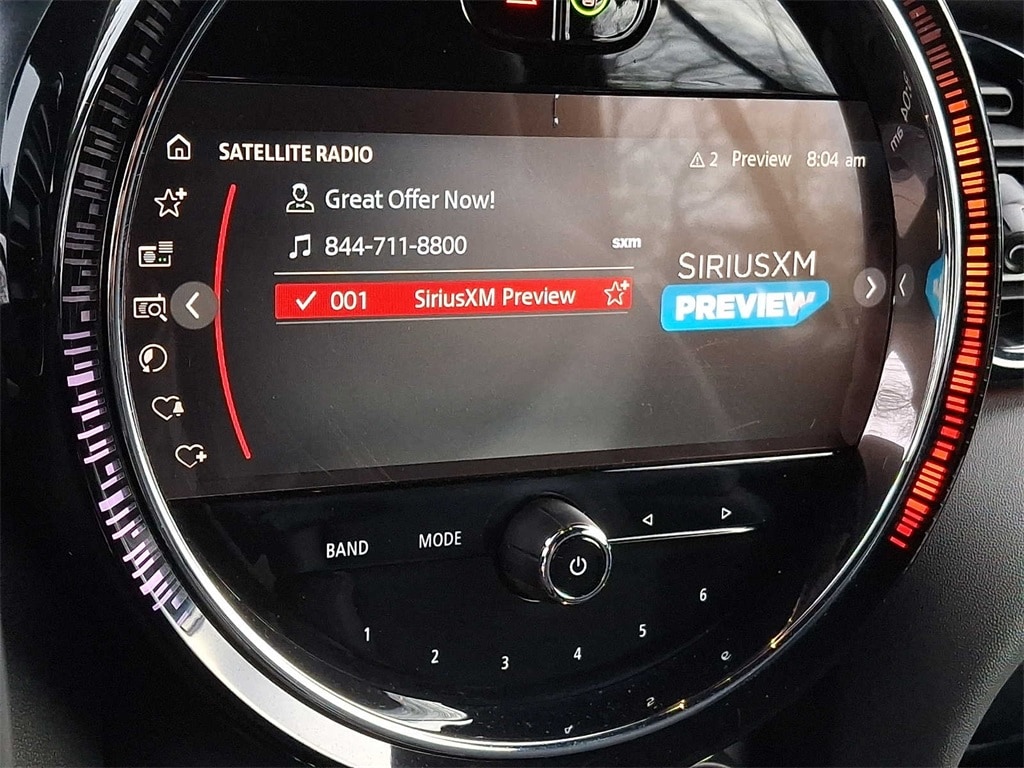 SATELLITE RADIO
2 Preview 8:04 am
Great Offer Now!
844-711-8800
sxm
SIRIUSXM
PREVIEW
001 SiriusXM Preview
BAND MODE
1 2 3 4 5 6